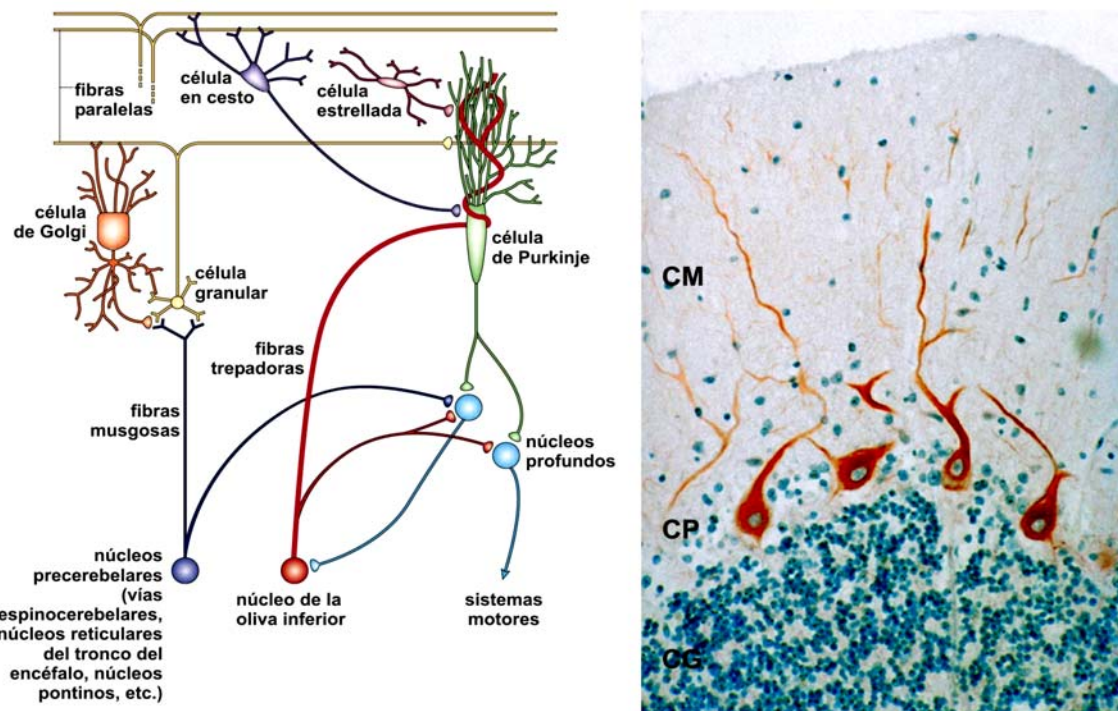 fibras
paralelas
célula
en cesto
célula
estrellada
célula
de Golgi
célula
granular
célula
de Purkinje
fibras
trepadoras
fibras
musgosas
núcleos
profundos
núcleos
precerebelares
(vías
espinocerebelares,
núcleos reticulares
del tronco del
encéfalo, núcleos
pontinos, etc.)
núcleo de la
oliva inferior
sistemas
motores
CM
CP
CG